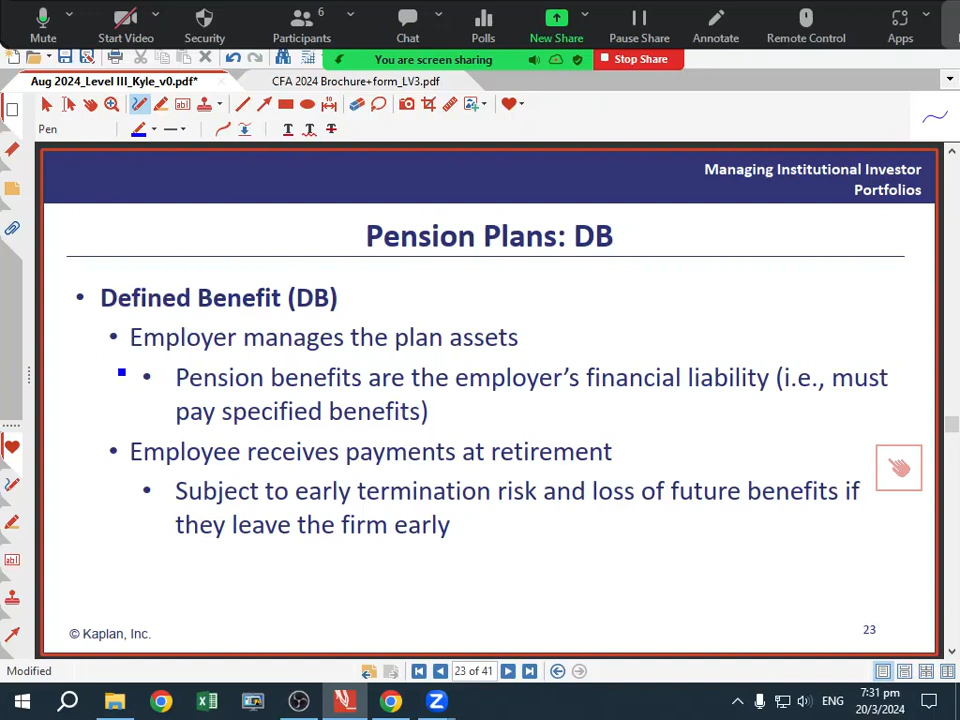 6
Mute
Start Video
Security
Participants
Chat
Polls
New Share
Pause Share
Annotate
Remote Control
Apps
You are screen sharing
Stop Share
Aug 2024_Level III_Kyle_v0.pdf*
CFA 2024 Brochure+form_LV3.pdf
Pen
Managing Institutional Investor
Portfolios
Pension Plans: DB
• Defined Benefit (DB)
• Employer manages the plan assets
• Pension benefits are the employer's financial liability (i.e., must
pay specified benefits)
• Employee receives payments at retirement
• Subject to early termination risk and loss of future benefits if
they leave the firm early
© Kaplan, Inc.
23
Modified
23 of 41
ENG
7:31 pm
20/3/2024